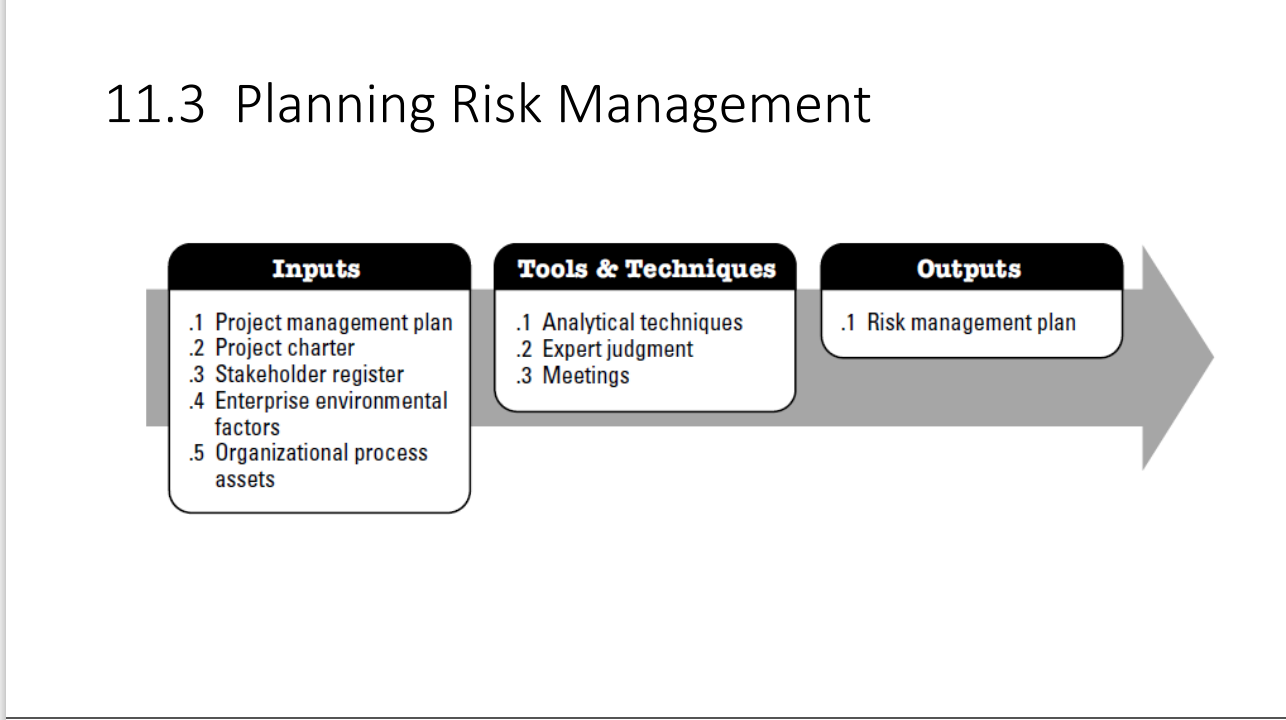 11.3 Planning Risk Management
Inputs
.1 Project management plan
.2 Project charter
.3 Stakeholder register
.4 Enterprise environmental
factors
.5 Organizational process
assets
Tools & Techniques
.1 Analytical techniques
.2 Expert judgment
.3 Meetings
Outputs
.1 Risk management plan